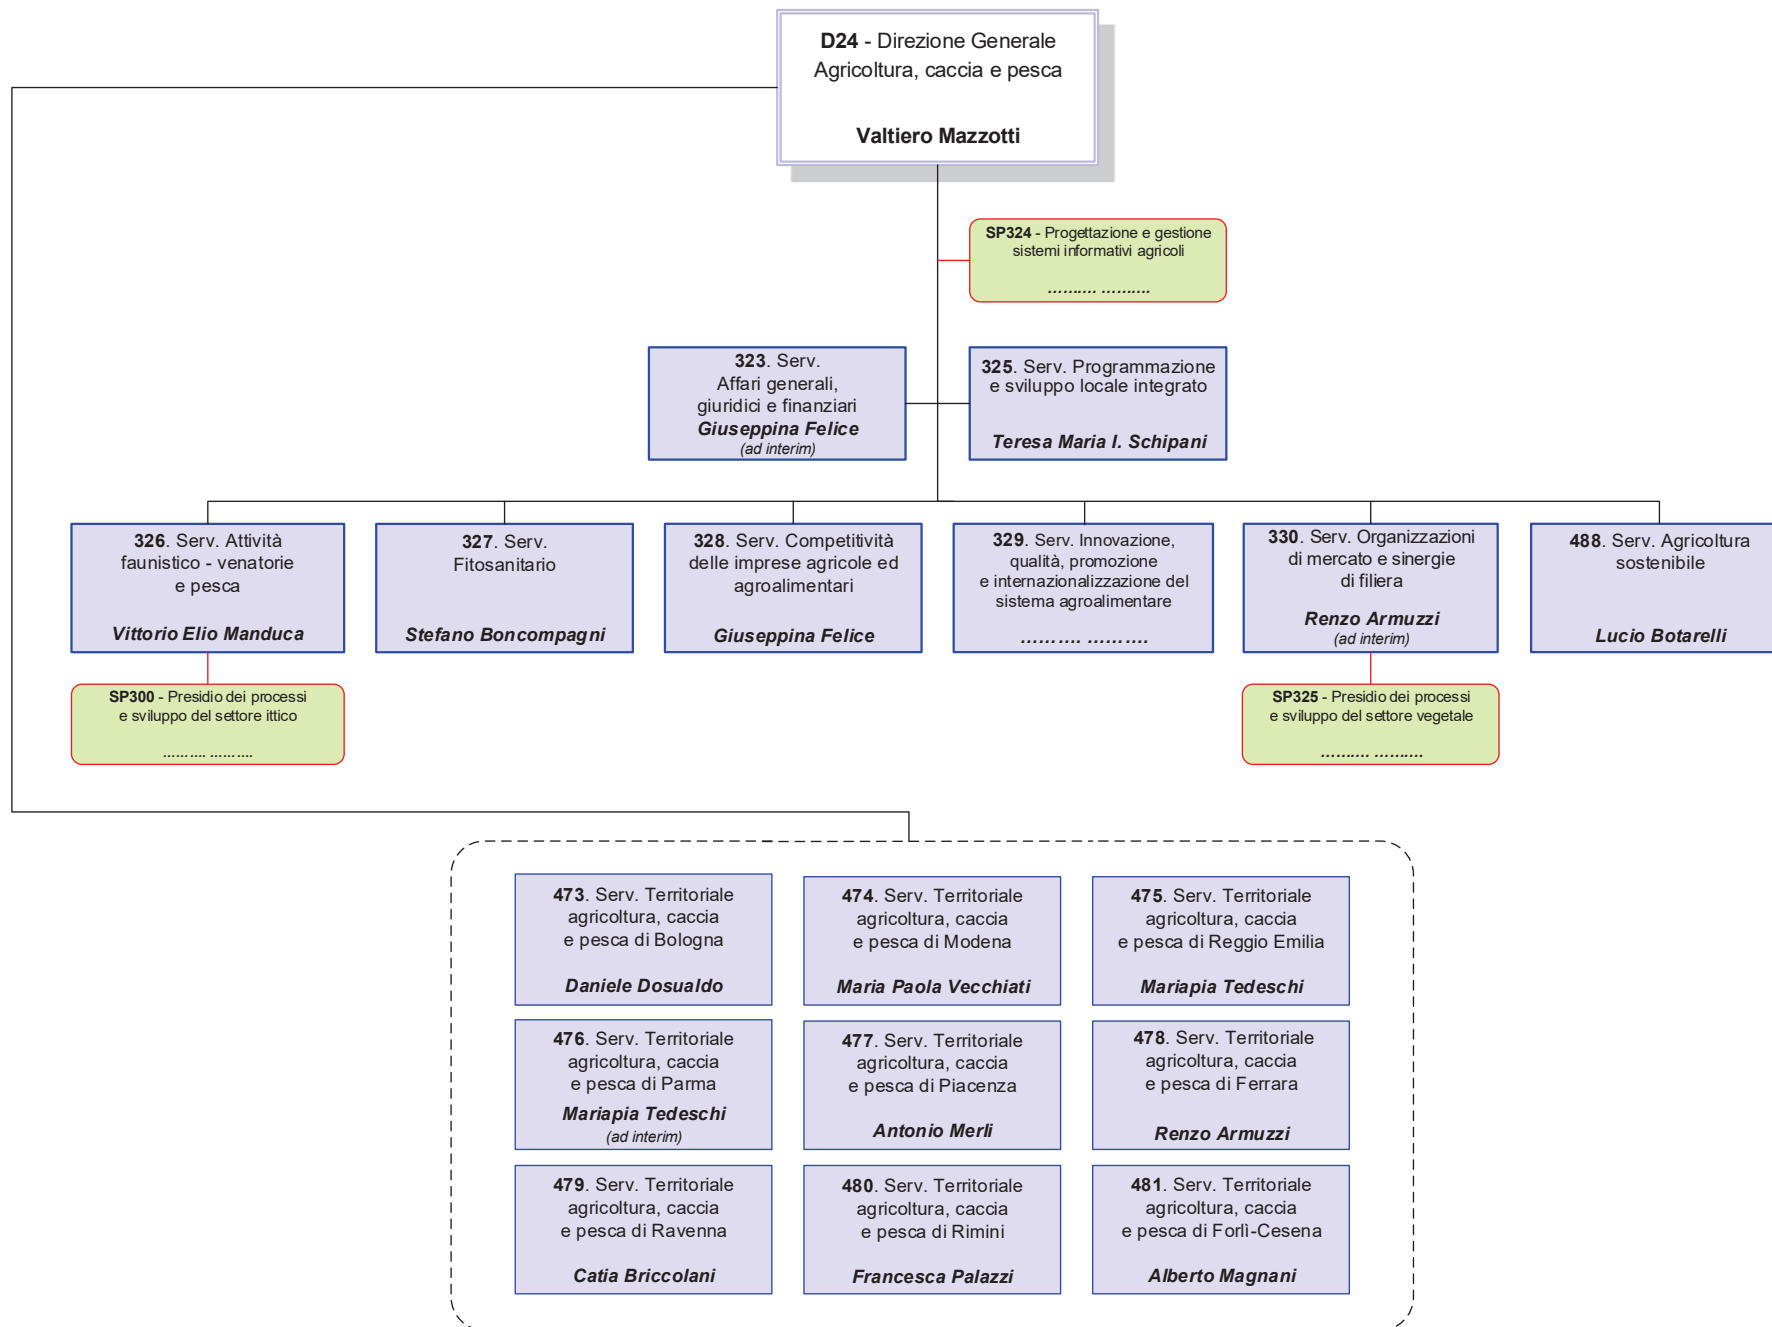 D24 - Direzione Generale
Agricoltura, caccia e pesca
Valtiero Mazzotti
SP324 - Progettazione e gestione
sistemi informativi agricoli
.......... ..........
323. Serv.
Affari generali,
giuridici e finanziari
Giuseppina Felice
(ad interim)
325. Serv. Programmazione
e sviluppo locale integrato
Teresa Maria I. Schipani
326. Serv. Attività
faunistico - venatorie
e pesca
Vittorio Elio Manduca
327. Serv.
Fitosanitario
Stefano Boncompagni
328. Serv. Competitività
delle imprese agricole ed
agroalimentari
Giuseppina Felice
329. Serv. Innovazione,
qualità, promozione
e internazionalizzazione del
sistema agroalimentare
.......... ..........
330. Serv. Organizzazioni
di mercato e sinergie
di filiera
Renzo Armuzzi
(ad interim)
488. Serv. Agricoltura
sostenibile
Lucio Botarelli
SP300 - Presidio dei processi
e sviluppo del settore ittico
.......... ..........
SP325 - Presidio dei processi
e sviluppo del settore vegetale
.......... ..........
473. Serv. Territoriale
agricoltura, caccia
e pesca di Bologna
Daniele Dosualdo
474. Serv. Territoriale
agricoltura, caccia
e pesca di Modena
Maria Paola Vecchiati
475. Serv. Territoriale
agricoltura, caccia
e pesca di Reggio Emilia
Mariapia Tedeschi
476. Serv. Territoriale
agricoltura, caccia
e pesca di Parma
Mariapia Tedeschi
(ad interim)
477. Serv. Territoriale
agricoltura, caccia
e pesca di Piacenza
Antonio Merli
478. Serv. Territoriale
agricoltura, caccia
e pesca di Ferrara
Renzo Armuzzi
479. Serv. Territoriale
agricoltura, caccia
e pesca di Ravenna
Catia Briccolani
480. Serv. Territoriale
agricoltura, caccia
e pesca di Rimini
Francesca Palazzi
481. Serv. Territoriale
agricoltura, caccia
e pesca di Forlì-Cesena
Alberto Magnani